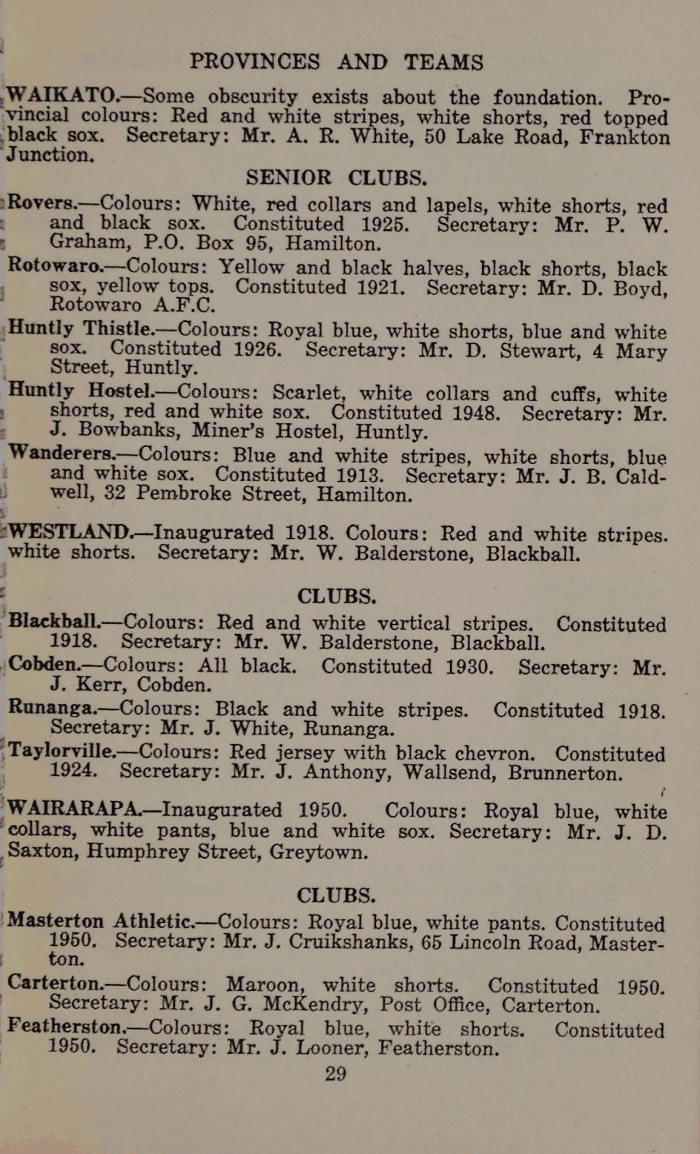 PROVINCES AND TEAMS
WAIKATO.—Some obscurity exists about the foundation. Pro-
vincial colours: Red and white stripes, white shorts, red topped
black sox. Secretary: Mr. A. R. White, 50 Lake Road, Frankton
Junction.
SENIOR CLUBS.
Rovers.—Colours: White, red collars and lapels, white shorts, red
and black sox. Constituted 1925. Secretary: Mr. P. W.
Graham, P.O. Box 95, Hamilton.
Rotowaro.—Colours: Yellow and black halves, black shorts, black
sox, yellow tops. Constituted 1921. Secretary: Mr. D. Boyd,
Rotowaro A.F.C.
Huntly Thistle.—Colours: Royal blue, white shorts, blue and white
sox. Constituted 1926. Secretary: Mr. D. Stewart, 4 Mary
Street, Huntly.
Huntly Hostel.—Colours: Scarlet, white collars and cuffs, white
shorts, red and white sox. Constituted 1948. Secretary: Mr.
J. Bowbanks, Miner's Hostel, Huntly.
Wanderers.—Colours: Blue and white stripes, white shorts, blue
and white sox. Constituted 1913. Secretary: Mr. J. B. Cald-
well, 32 Pembroke Street, Hamilton.
WESTLAND.—Inaugurated 1918. Colours: Red and white stripes.
white shorts. Secretary: Mr. W. Balderstone, Blackball.
CLUBS.
Blackball.—Colours: Red and white vertical stripes. Constituted
1918. Secretary: Mr. W. Balderstone, Blackball.
Cobden.—Colours: All black. Constituted 1930. Secretary: Mr.
J. Kerr, Cobden.
Runanga.—Colours: Black and white stripes. Constituted 1918.
Secretary: Mr. J. White, Runanga.
Taylorville.—Colours: Red jersey with black chevron. Constituted
1924. Secretary: Mr. J. Anthony, Wallsend, Brunnerton.
WAIRARAPA.—Inaugurated 1950. Colours: Royal blue, white
collars, white pants, blue and white sox. Secretary: Mr. J. D.
Saxton, Humphrey Street, Greytown.
CLUBS.
Masterton Athletic.—Colours: Royal blue, white pants. Constituted
1950. Secretary: Mr. J. Cruikshanks, 65 Lincoln Road, Master-
ton.
Carterton.—Colours: Maroon, white shorts. Constituted 1950.
Secretary: Mr. J. G. McKendry, Post Office, Carterton.
Featherston.—Colours: Royal blue, white shorts. Constituted
1950. Secretary: Mr. J. Looner, Featherston.
29